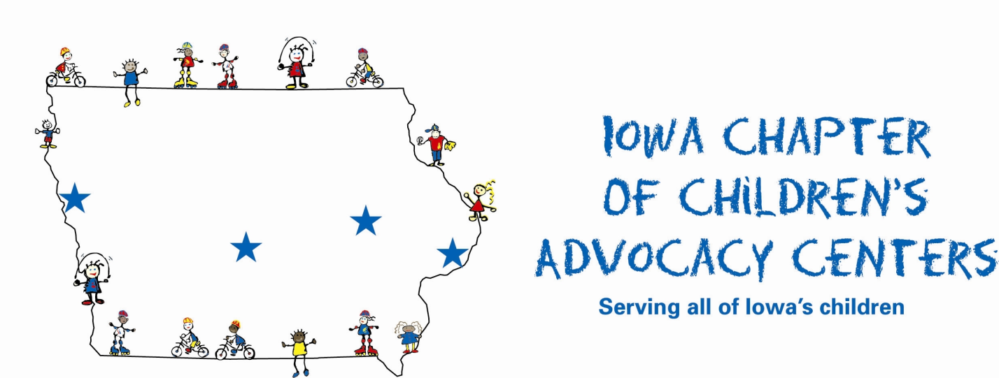 IOWA CHAPTER
OF CHILDREN'S
ADVOCACY CENTERS
Serving all of Iowa's children